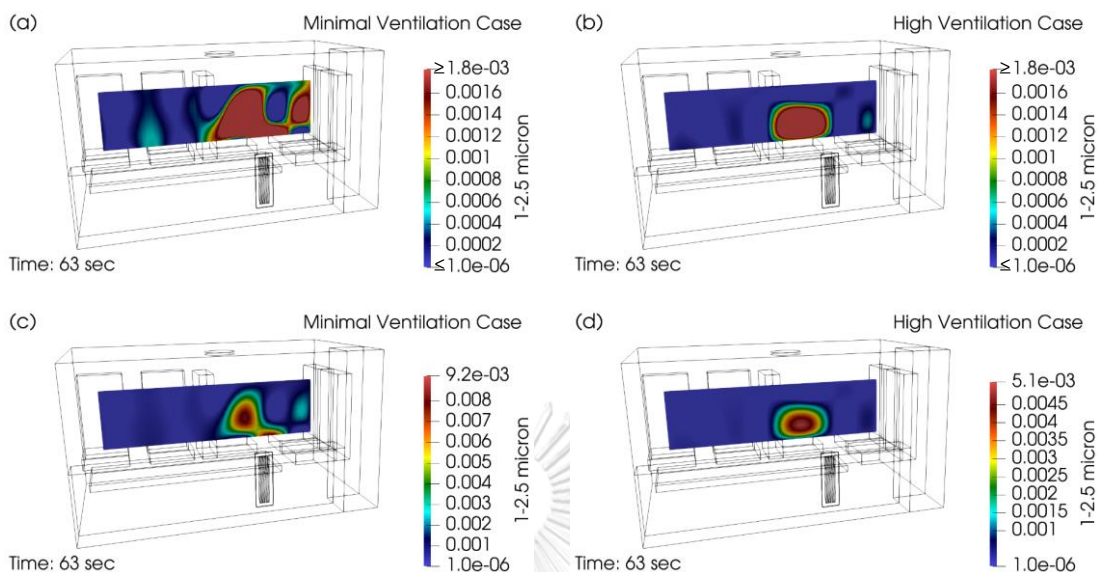 (a) Minimal Ventilation Case
≥1.8e-03
0.0016
0.0014
0.0012
0.001
0.0008
0.0006
0.0004
0.0002
≤1.0e-06
1-2.5 micron
Time: 63 sec
(b) High Ventilation Case
≥1.8e-03
0.0016
0.0014
0.0012
0.001
0.0008
0.0006
0.0004
0.0002
≤1.0e-06
1-2.5 micron
Time: 63 sec
(c) Minimal Ventilation Case
9.2e-03
0.008
0.007
0.006
0.005
0.004
0.003
0.002
0.001
1.0e-06
1-2.5 micron
Time: 63 sec
(d) High Ventilation Case
5.1e-03
0.0045
0.004
0.0035
0.003
0.0025
0.002
0.0015
0.001
1.0e-06
1-2.5 micron
Time: 63 sec